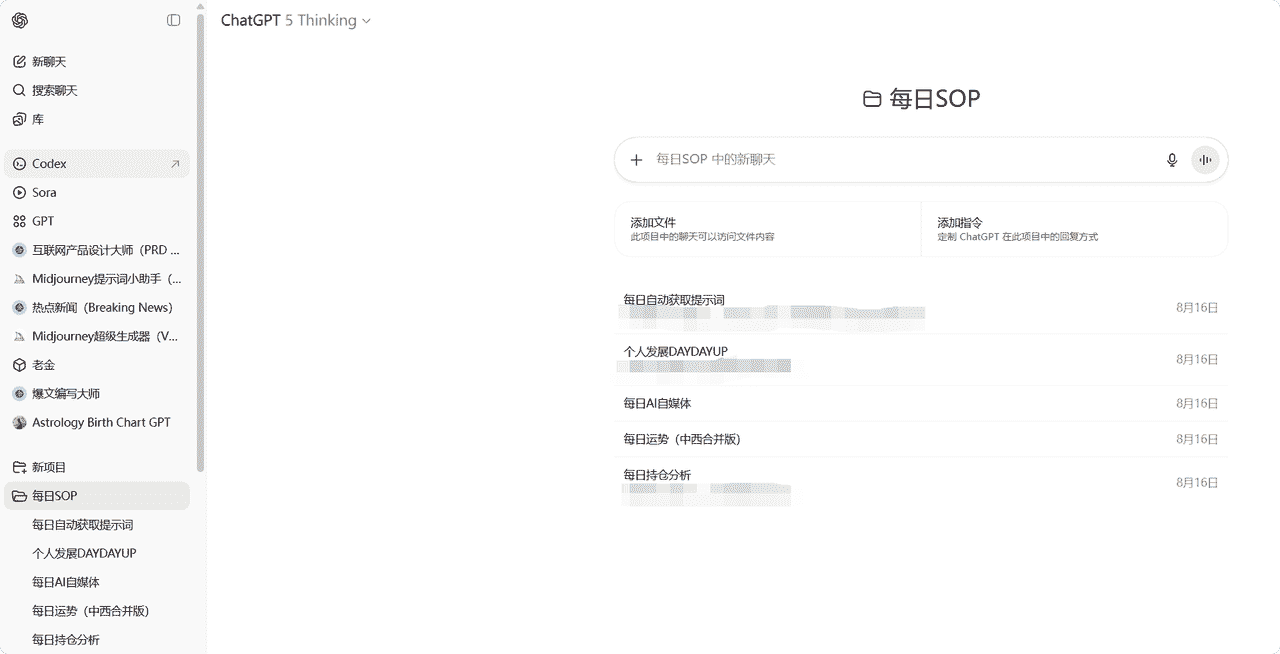 ChatGPT 5 Thinking
新聊天
搜索聊天
库
Codex
Sora
GPT
互联网产品设计大师（PRD ...
Midjourney提示词小助手（...
热点新闻（Breaking News）
Midjourney超级生成器（V...
老金
爆文编写大师
Astrology Birth Chart GPT
新项目
每日SOP
每日自动获取提示词
个人发展DAYDAYUP
每日AI自媒体
每日运势（中西合并版）
每日持仓分析
每日SOP
每日SOP 中的新聊天
添加文件
此项目中的聊天可以访问文件内容
添加指令
定制 ChatGPT 在此项目中的回复方式
每日自动获取提示词
8月16日
个人发展DAYDAYUP
8月16日
每日AI自媒体
8月16日
每日运势（中西合并版）
8月16日
每日持仓分析
8月16日